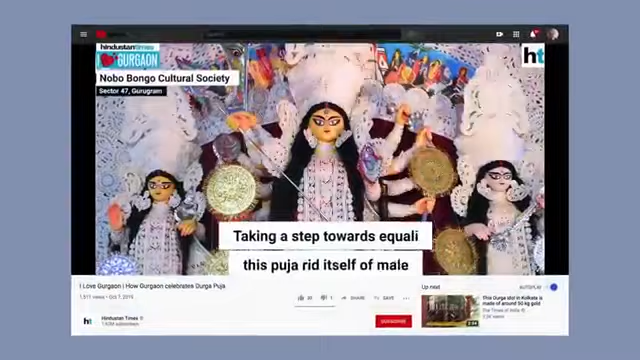 hindustantimes
GURGAON
ht
Nobo Bongo Cultural Society
Sector 47, Gurugram
Taking a step towards equali
this puja rid itself of male
I Love Gurgaon | How Gurgaon celebrates Durga Puja
SHARE
SAVE
Up next
AUTOPLAY
This Durga idol in Kolkata is
made of around 50 kg gold
The Times of India
ht
Hindustan Times
SUBSCRIBE